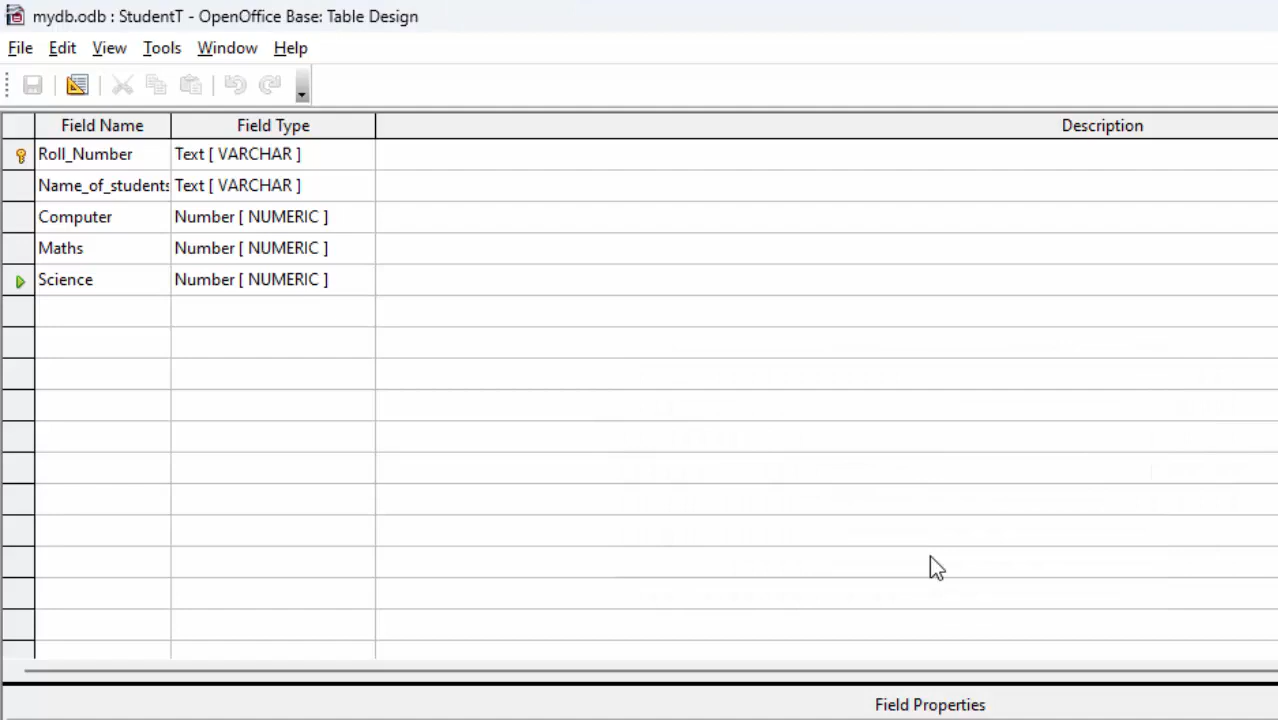 mydb.odb : StudentT - OpenOffice Base: Table Design
File Edit View Tools Window Help
Field Name Field Type Description
Roll_Number Text [ VARCHAR ]
Name_of_students Text [ VARCHAR ]
Computer Number [ NUMERIC ]
Maths Number [ NUMERIC ]
Science Number [ NUMERIC ]
Field Properties